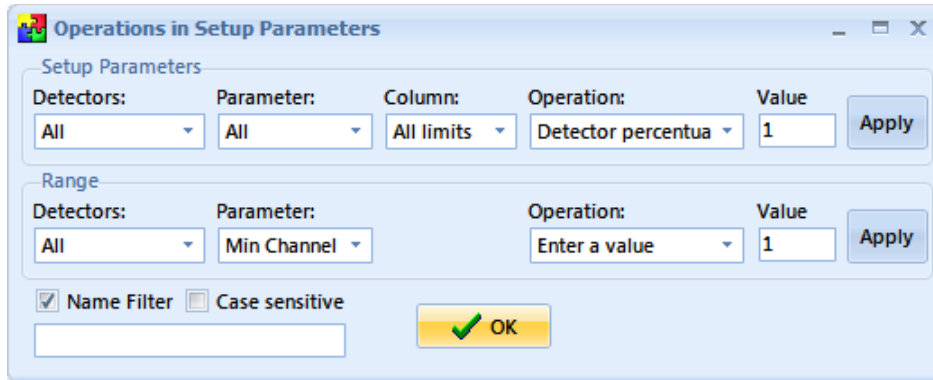 Operations in Setup Parameters
Setup Parameters
Detectors: Parameter: Column: Operation: Value
All All All limits Detector percentua 1 Apply
Range
Detectors: Parameter: Operation: Value
All Min Channel Enter a value 1 Apply
Name Filter Case sensitive
OK